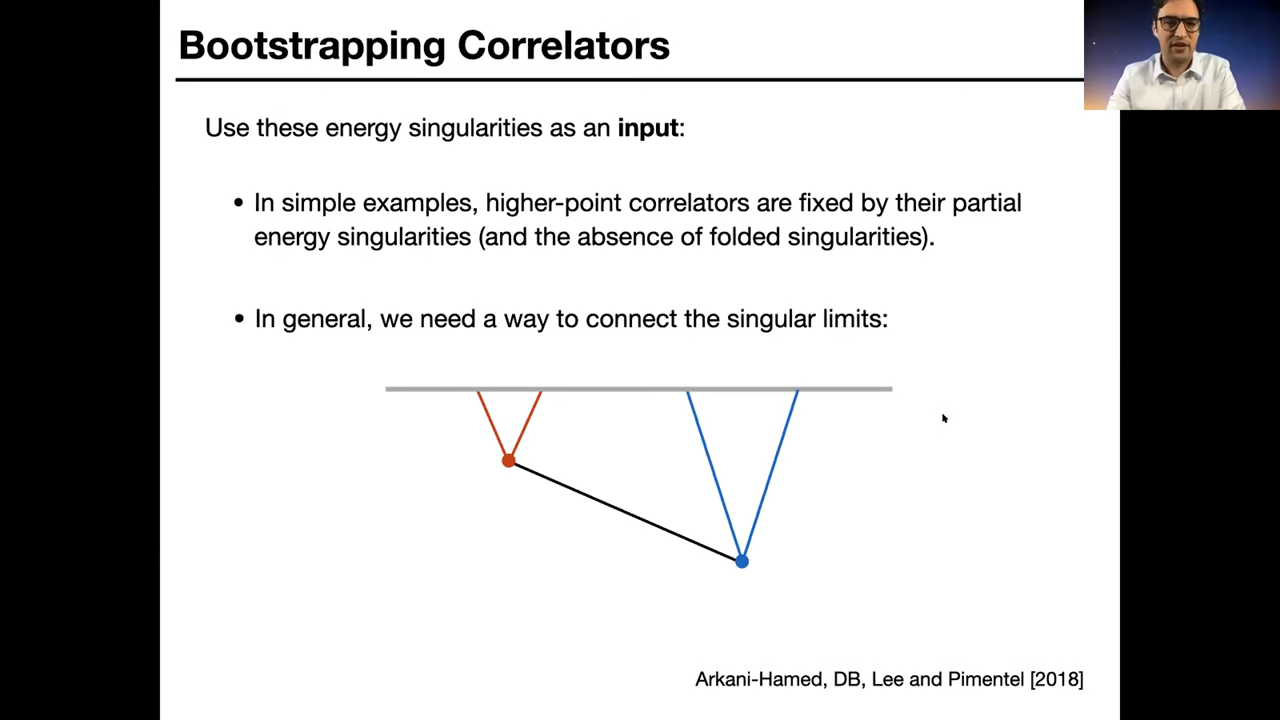 Bootstrapping Correlators
Use these energy singularities as an input:
• In simple examples, higher-point correlators are fixed by their partial
energy singularities (and the absence of folded singularities).
• In general, we need a way to connect the singular limits:
Arkani-Hamed, DB, Lee and Pimentel [2018]